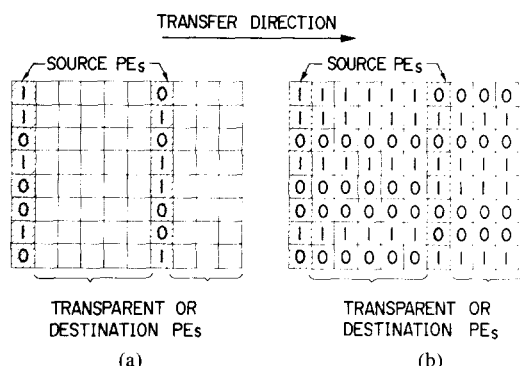 TRANSFER DIRECTION
SOURCE PEs
SOURCE PEs
1 0
1 1
0 0
1 1
0 1
0 0
1 0
0 1
1 1 1 1 1 1 0 0 0 0
1 1 1 1 1 1 1 1 1 1
0 0 0 0 0 0 0 0 0 0
1 1 1 1 1 1 1 1 1 1
0 0 0 0 0 0 1 1 1 1
0 0 0 0 0 0 0 0 0 0
1 1 1 1 1 1 0 0 0 0
0 0 0 0 0 0 1 1 1 1
TRANSPARENT OR
DESTINATION PEs
TRANSPARENT OR
DESTINATION PEs
(a)
(b)